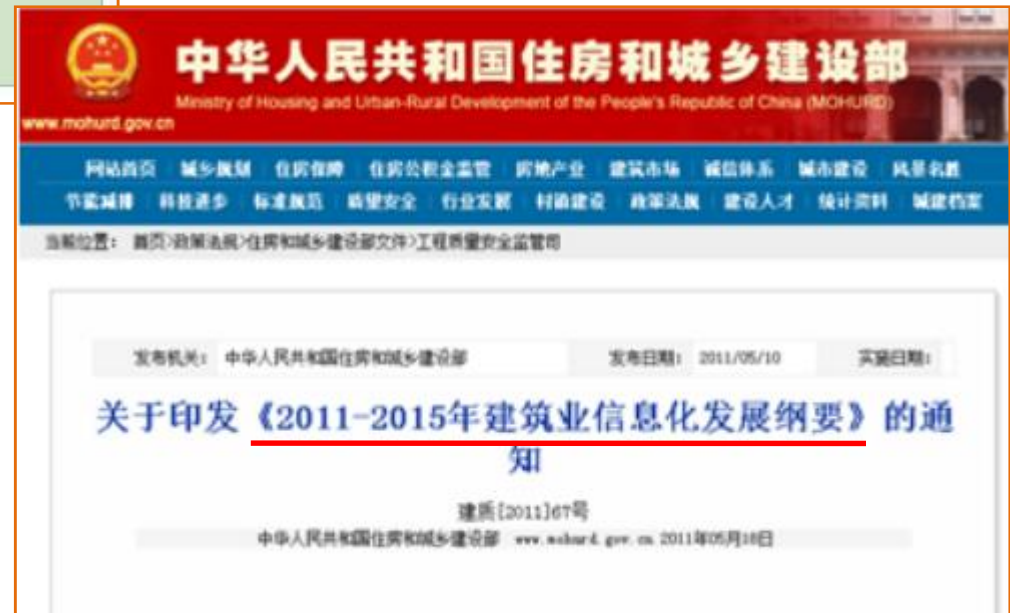 中华人民共和国住房和城乡建设部
Ministry of Housing and Urban-Rural Development of the People's Republic of China (MOHURD)
www.mohurd.gov.cn
网站首页 城乡规划 住房保障 住房公积金监管 房地产业 建筑市场 诚信体系 城市建设 风景名胜
节能减排 科技进步 标准规范 质量安全 行业发展 村镇建设 政策法规 建设人才 统计资料 城建档案
当前位置: 首页>政策法规>住房和城乡建设部文件>工程质量安全监管司
发布机关: 中华人民共和国住房和城乡建设部 发布日期: 2011/05/10 实施日期:
关于印发《2011-2015年建筑业信息化发展纲要》的通
知
建质[2011]67号
中华人民共和国住房和城乡建设部 www.mohurd.gov.cn 2011年05月18日